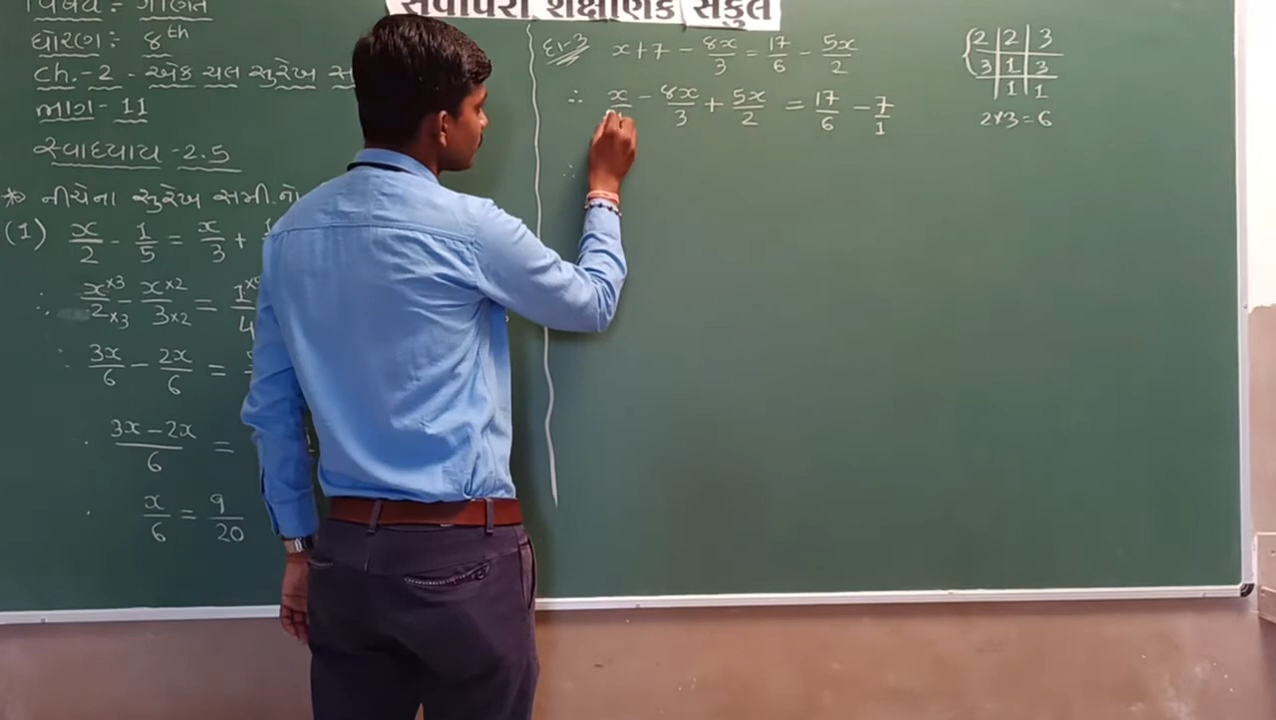 સર્વોપરી શૈક્ષણિક સંકુલ
વિષય :- ગણિત
ધોરણ :- 8th
Ch.-2 - એક ચલ સુરેખ
ભાગ - 11
સ્વાધ્યાય - 2.5
* નીચેના સુરેખ સમી.નો
(1) x/2 - 1/5 = x/3 +
∴ x×3/2×3 - x×2/3×2 =
3x/6 - 2x/6 =
3x-2x/6 =
x/6 = 9/20
દા-3 x+7 - 8x/3 = 17/6 - 5x/2
∴ x/ - 8x/3 + 5x/2 = 17/6 - 7/1
2 | 2 | 3
3 | 1 | 3
1 | 1
2×3=6